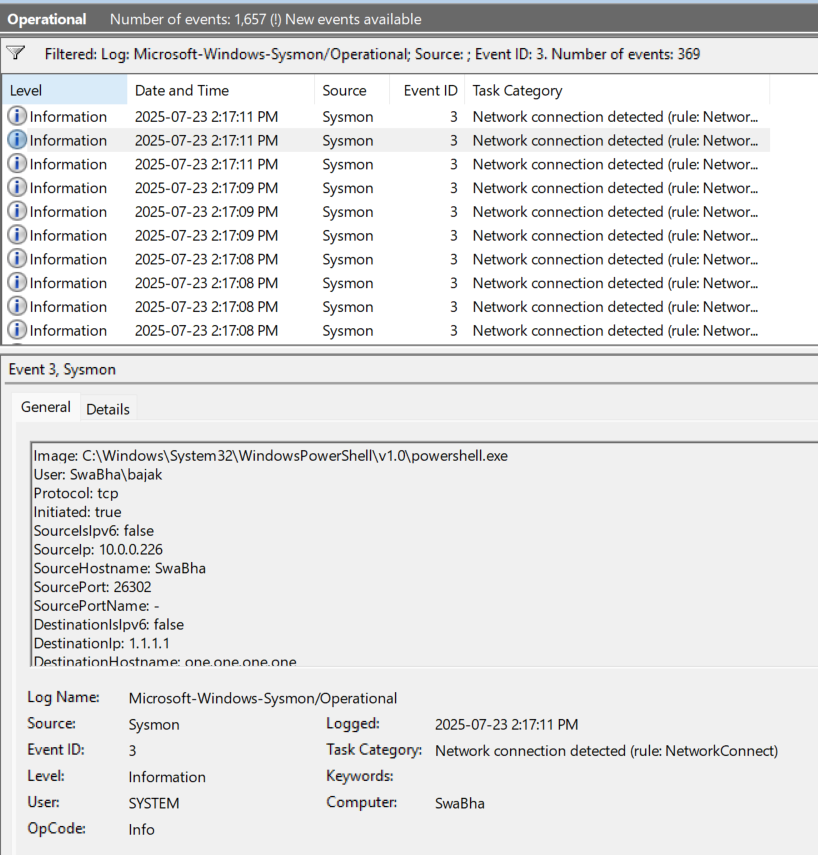 Operational Number of events: 1,657 (!) New events available
Filtered: Log: Microsoft-Windows-Sysmon/Operational; Source: ; Event ID: 3. Number of events: 369
Level Date and Time Source Event ID Task Category
Information 2025-07-23 2:17:11 PM Sysmon 3 Network connection detected (rule: Networ...
Information 2025-07-23 2:17:11 PM Sysmon 3 Network connection detected (rule: Networ...
Information 2025-07-23 2:17:11 PM Sysmon 3 Network connection detected (rule: Networ...
Information 2025-07-23 2:17:09 PM Sysmon 3 Network connection detected (rule: Networ...
Information 2025-07-23 2:17:09 PM Sysmon 3 Network connection detected (rule: Networ...
Information 2025-07-23 2:17:09 PM Sysmon 3 Network connection detected (rule: Networ...
Information 2025-07-23 2:17:08 PM Sysmon 3 Network connection detected (rule: Networ...
Information 2025-07-23 2:17:08 PM Sysmon 3 Network connection detected (rule: Networ...
Information 2025-07-23 2:17:08 PM Sysmon 3 Network connection detected (rule: Networ...
Information 2025-07-23 2:17:08 PM Sysmon 3 Network connection detected (rule: Networ...
Event 3, Sysmon
General Details
Image: C:\Windows\System32\WindowsPowerShell\v1.0\powershell.exe
User: SwaBha\bajak
Protocol: tcp
Initiated: true
SourceIsIpv6: false
SourceIp: 10.0.0.226
SourceHostname: SwaBha
SourcePort: 26302
SourcePortName: -
DestinationIsIpv6: false
DestinationIp: 1.1.1.1
DestinationHostname: one.one.one.one
Log Name: Microsoft-Windows-Sysmon/Operational
Source: Sysmon Logged: 2025-07-23 2:17:11 PM
Event ID: 3 Task Category: Network connection detected (rule: NetworkConnect)
Level: Information Keywords:
User: SYSTEM Computer: SwaBha
OpCode: Info